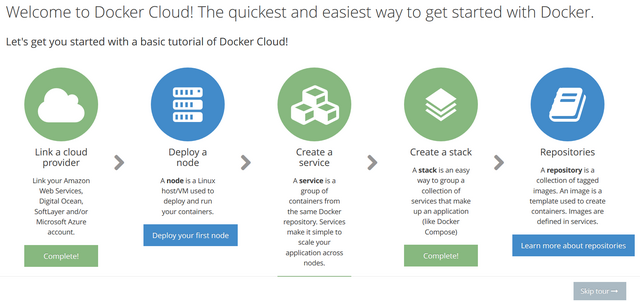 Welcome to Docker Cloud! The quickest and easiest way to get started with Docker.
Let's get you started with a basic tutorial of Docker Cloud!
Link a cloud
provider
Link your Amazon
Web Services,
Digital Ocean,
SoftLayer and/or
Microsoft Azure
account.
Complete!
Deploy a
node
A node is a Linux
host/VM used to
deploy and run
your containers.
Deploy your first node
Create a
service
A service is a
group of
containers from
the same Docker
repository. Services
make it simple to
scale your
application across
nodes.
Create a stack
A stack is an easy
way to group a
collection of
services that make
up an application
(like Docker
Compose)
Complete!
Repositories
A repository is a
collection of tagged
images. An image is a
template used to create
containers. Images are
defined in services.
Learn more about repositories
Skip tour →